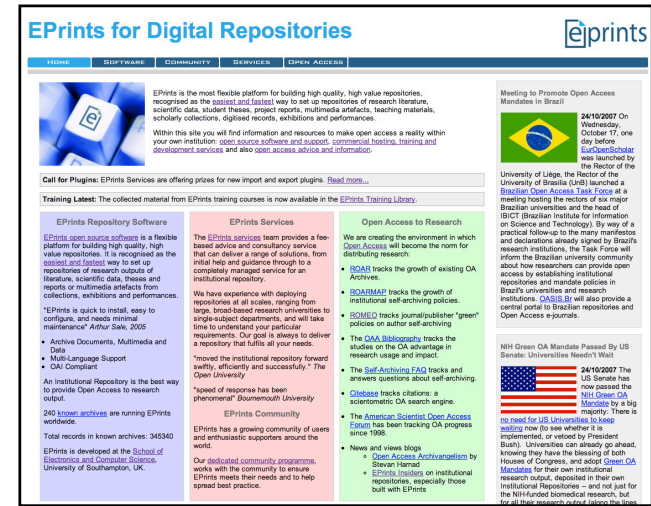 EPrints for Digital Repositories
eprints
HOME SOFTWARE COMMUNITY SERVICES OPEN ACCESS
EPrints is the most flexible platform for building high quality, high value repositories,
recognised as the easiest and fastest way to set up repositories of research literature,
scientific data, student theses, project reports, multimedia artefacts, teaching materials,
scholarly collections, digitised records, exhibitions and performances.
Within this site you will find information and resources to make open access a reality within
your own institution: open source software and support, commercial hosting, training and
development services and also open access advice and information.
Call for Plugins: EPrints Services are offering prizes for new import and export plugins. Read more...
Training Latest: The collected material from EPrints training courses is now available in the EPrints Training Library.
EPrints Repository Software
EPrints open source software is a flexible
platform for building high quality, high
value repositories. It is recognised as the
easiest and fastest way to set up
repositories of research outputs of
literature, scientific data, theses and
reports or multimedia artefacts from
collections, exhibitions and performances.
"EPrints is quick to install, easy to
configure, and needs minimal
maintenance" Arthur Sale, 2005
• Archive Documents, Multimedia and
Data
• Multi-Language Support
• OAI Compliant
An Institutional Repository is the best way
to provide Open Access to research
output.
240 known archives are running EPrints
worldwide.
Total records in known archives: 345340
EPrints is developed at the School of
Electronics and Computer Science,
University of Southampton, UK.
EPrints Services
The EPrints services team provides a fee-
based advice and consultancy service
that can deliver a range of solutions, from
initial help and guidance through to a
completely managed service for an
institutional repository.
We have experience with deploying
repositories at all scales, ranging from
large, broad-based research universities to
single-subject departments, and will take
time to understand your particular
requirements. Our goal is always to deliver
a repository that fulfils all your needs.
"moved the institutional repository forward
swiftly, efficiently and successfully." The
Open University
"speed of response has been
phenomenal" Bournemouth University
EPrints Community
EPrints has a growing community of users
and enthusiastic supporters around the
world.
Our dedicated community programme,
works with the community to ensure
EPrints meets their needs and to help
spread best practice.
Open Access to Research
We are creating the environment in which
Open Access will become the norm for
distributing research:
• ROAR tracks the growth of existing OA
Archives.
• ROARMAP tracks the growth of
institutional self-archiving policies.
• ROMEO tracks journal/publisher "green"
policies on author self-archiving
• The OAA Bibliography tracks the
studies on the OA advantage in
research usage and impact.
• The Self-Archiving FAQ tracks and
answers questions about self-archiving.
• Citebase tracks citations: a
scientometric OA search engine.
• The American Scientist Open Access
Forum has been tracking OA progress
since 1998.
• News and views blogs
Open Access Archivangelism by
Stevan Harnad
EPrints Insiders on institutional
repositories, especially those
built with EPrints
Meeting to Promote Open Access
Mandates in Brazil
24/10/2007 On
Wednesday,
October 17, one
day before
EurOpenScholar
was launched by
the Rector of the
University of Liège, the Rector of the
University of Brasilia (UnB) launched a
Brazilian Open Access Task Force at a
meeting hosting the rectors of six major
Brazilian universities and the head of
IBICT (Brazilian Institute for Information
on Science and Technology). By way of a
practical follow-up to the many manifestos
and declarations already signed by Brazil's
research institutions, the Task Force will
inform the Brazilian university community
about how researchers can provide open
access by establishing institutional
repositories and mandate policies in
Brazil's universities and research
institutions. OASIS.Br will also provide a
central portal to Brazilian repositories and
Open Access e-journals.
NIH Green OA Mandate Passed By US
Senate: Universities Needn't Wait
24/10/2007 The
US Senate has
now passed the
NIH Green OA
Mandate by a big
majority: There is
no need for US Universities to keep
waiting now (to see whether it is
implemented, or vetoed by President
Bush). Universities can already go ahead,
knowing they have the blessing of both
Houses of Congress, and adopt Green OA
Mandates for their own institutional
research output, deposited in their own
Institutional Repositories -- and not just for
the NIH-funded biomedical research, but
for all their research output (along the lines